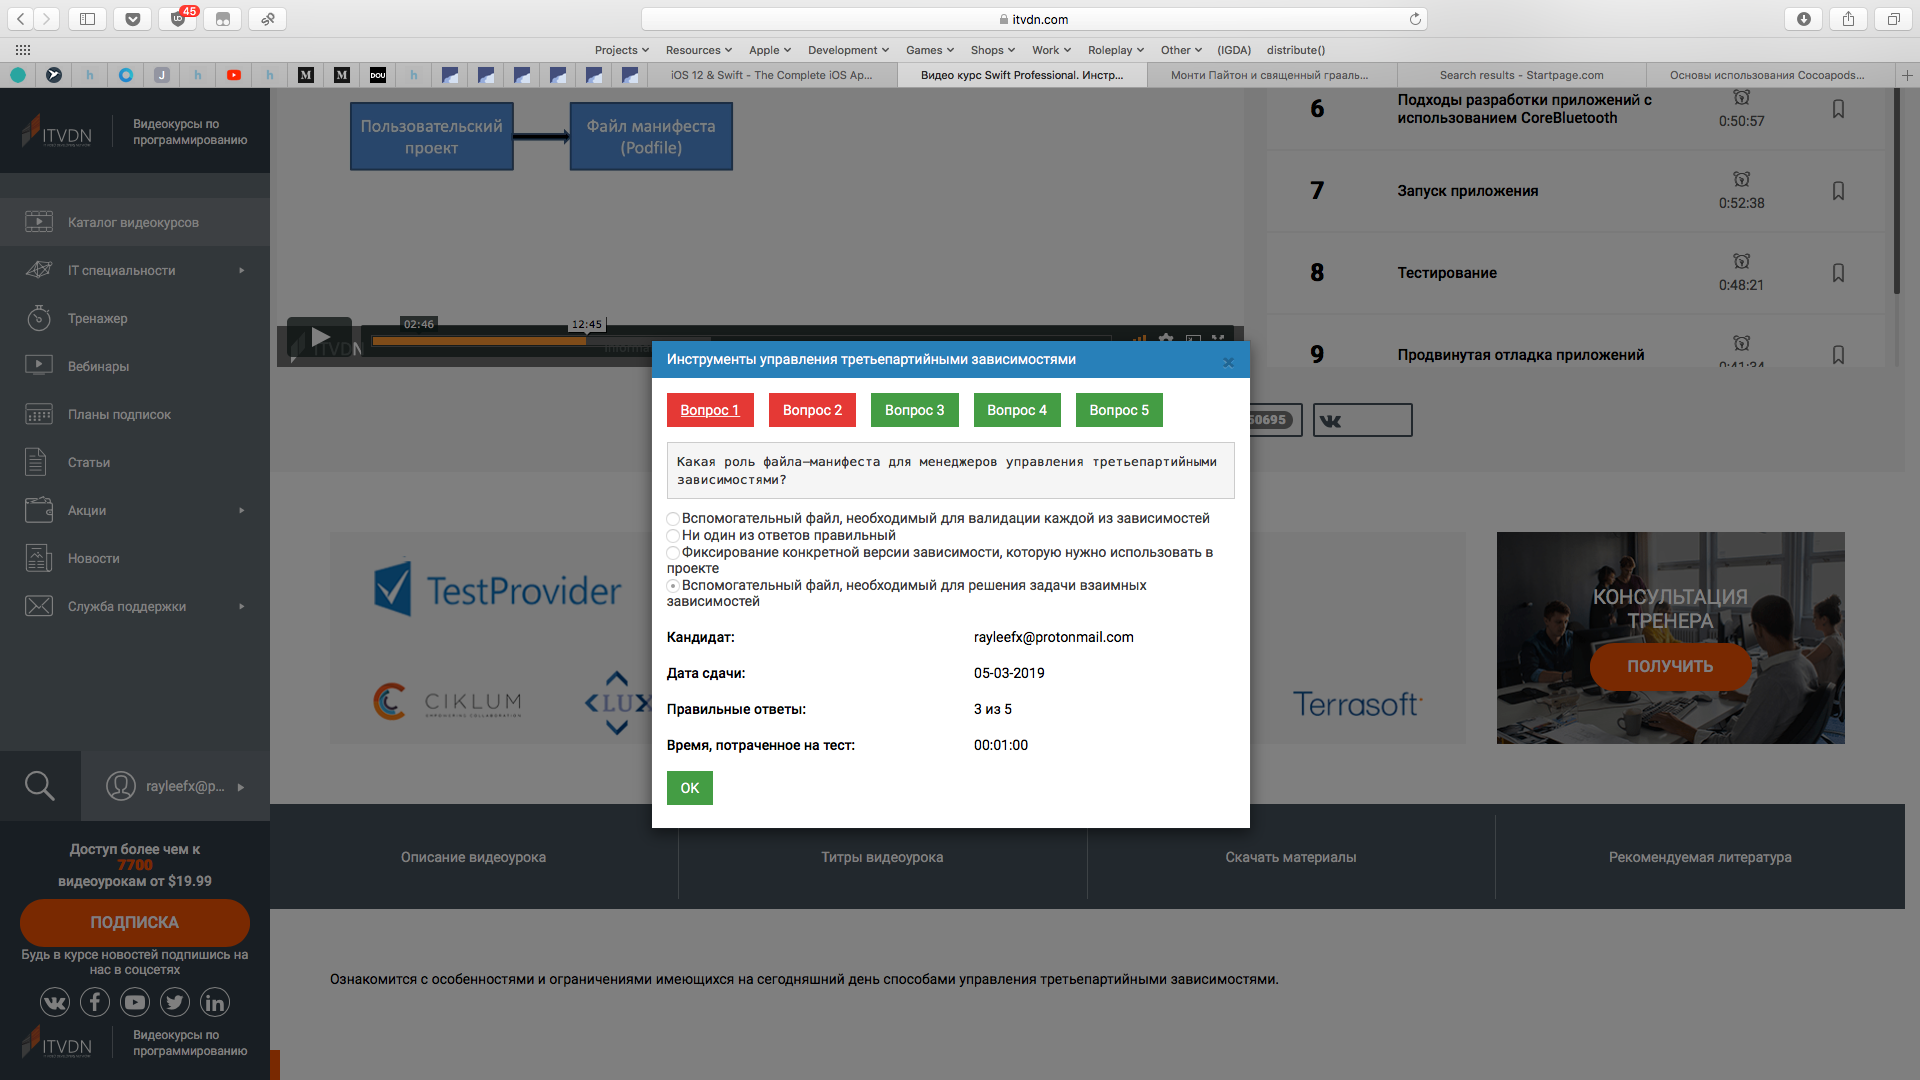 45
itvdn.com
Projects
Resources
Apple
Development
Games
Shops
Work
Roleplay
Other
(IGDA)
distribute()
h
J
h
h
M
M
DOU
h
iOS 12 & Swift - The Complete iOS Ap...
Видео курс Swift Professional. Инстр...
Монти Пайтон и священный грааль...
Search results - Startpage.com
Основы использования Cocoapods...
ITVDN
Видеокурсы по
программированию
Каталог видеокурсов
IT специальности
Тренажер
Вебинары
Планы подписок
Статьи
Акции
Новости
Служба поддержки
rayleefx@p...
Доступ более чем к
7700
видеоурокам от $19.99
ПОДПИСКА
Будь в курсе новостей подпишись на
нас в соцсетях
ITVDN
Видеокурсы по
программированию
Пользовательский
проект
Файл манифеста
(Podfile)
02:46
12:45
ITVDN
6
Подходы разработки приложений с
использованием CoreBluetooth
0:50:57
7
Запуск приложения
0:52:38
8
Тестирование
0:48:21
9
Продвинутая отладка приложений
0:41:34
50695
Инструменты управления третьепартийными зависимостями
Вопрос 1
Вопрос 2
Вопрос 3
Вопрос 4
Вопрос 5
Какая роль файла–манифеста для менеджеров управления третьепартийными
зависимостями?
Вспомогательный файл, необходимый для валидации каждой из зависимостей
Ни один из ответов правильный
Фиксирование конкретной версии зависимости, которую нужно использовать в
проекте
Вспомогательный файл, необходимый для решения задачи взаимных
зависимостей
Кандидат:
rayleefx@protonmail.com
Дата сдачи:
05-03-2019
Правильные ответы:
3 из 5
Время, потраченное на тест:
00:01:00
OK
TestProvider
CIKLUM
LUX
Terrasoft
КОНСУЛЬТАЦИЯ
ТРЕНЕРА
ПОЛУЧИТЬ
Описание видеоурока
Титры видеоурока
Скачать материалы
Рекомендуемая литература
Ознакомится с особенностями и ограничениями имеющихся на сегодняшний день способами управления третьепартийными зависимостями.